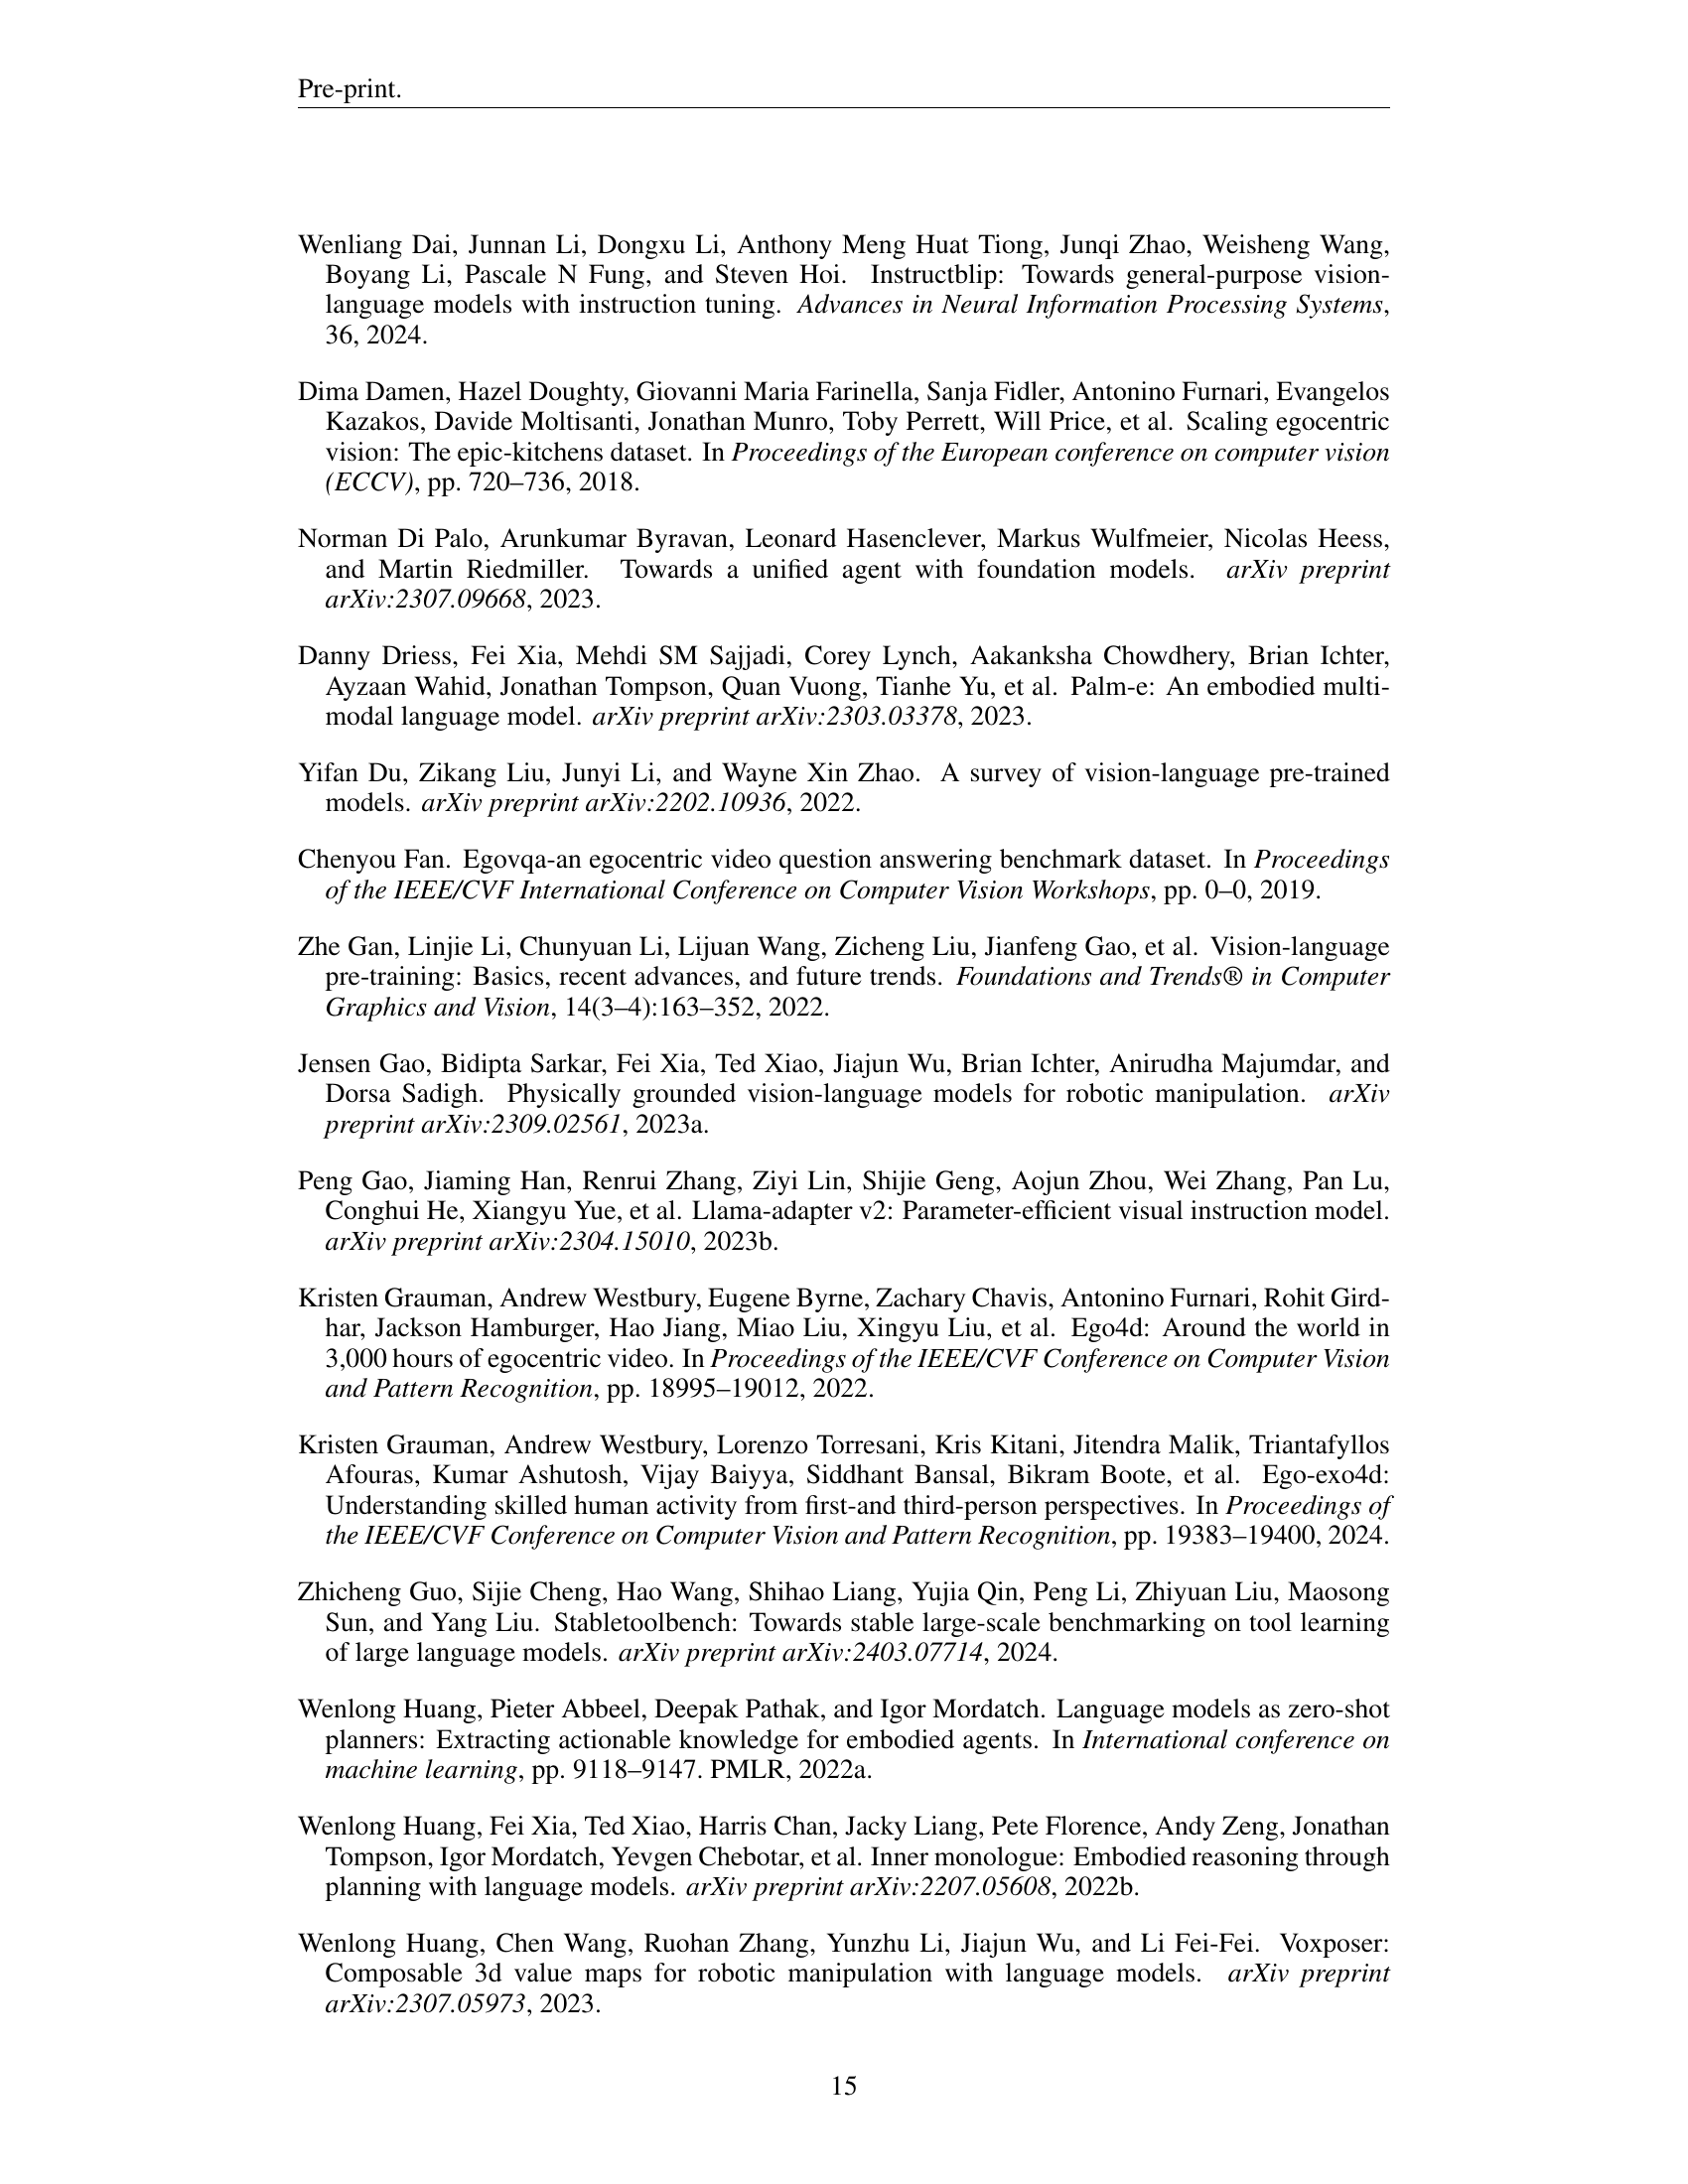 Pre-print.
Wenliang Dai, Junnan Li, Dongxu Li, Anthony Meng Huat Tiong, Junqi Zhao, Weisheng Wang,
Boyang Li, Pascale N Fung, and Steven Hoi. Instructblip: Towards general-purpose vision-
language models with instruction tuning. Advances in Neural Information Processing Systems,
36, 2024.
Dima Damen, Hazel Doughty, Giovanni Maria Farinella, Sanja Fidler, Antonino Furnari, Evangelos
Kazakos, Davide Moltisanti, Jonathan Munro, Toby Perrett, Will Price, et al. Scaling egocentric
vision: The epic-kitchens dataset. In Proceedings of the European conference on computer vision
(ECCV), pp. 720–736, 2018.
Norman Di Palo, Arunkumar Byravan, Leonard Hasenclever, Markus Wulfmeier, Nicolas Heess,
and Martin Riedmiller. Towards a unified agent with foundation models. arXiv preprint
arXiv:2307.09668, 2023.
Danny Driess, Fei Xia, Mehdi SM Sajjadi, Corey Lynch, Aakanksha Chowdhery, Brian Ichter,
Ayzaan Wahid, Jonathan Tompson, Quan Vuong, Tianhe Yu, et al. Palm-e: An embodied multi-
modal language model. arXiv preprint arXiv:2303.03378, 2023.
Yifan Du, Zikang Liu, Junyi Li, and Wayne Xin Zhao. A survey of vision-language pre-trained
models. arXiv preprint arXiv:2202.10936, 2022.
Chenyou Fan. Egovqa-an egocentric video question answering benchmark dataset. In Proceedings
of the IEEE/CVF International Conference on Computer Vision Workshops, pp. 0–0, 2019.
Zhe Gan, Linjie Li, Chunyuan Li, Lijuan Wang, Zicheng Liu, Jianfeng Gao, et al. Vision-language
pre-training: Basics, recent advances, and future trends. Foundations and Trends® in Computer
Graphics and Vision, 14(3–4):163–352, 2022.
Jensen Gao, Bidipta Sarkar, Fei Xia, Ted Xiao, Jiajun Wu, Brian Ichter, Anirudha Majumdar, and
Dorsa Sadigh. Physically grounded vision-language models for robotic manipulation. arXiv
preprint arXiv:2309.02561, 2023a.
Peng Gao, Jiaming Han, Renrui Zhang, Ziyi Lin, Shijie Geng, Aojun Zhou, Wei Zhang, Pan Lu,
Conghui He, Xiangyu Yue, et al. Llama-adapter v2: Parameter-efficient visual instruction model.
arXiv preprint arXiv:2304.15010, 2023b.
Kristen Grauman, Andrew Westbury, Eugene Byrne, Zachary Chavis, Antonino Furnari, Rohit Gird-
har, Jackson Hamburger, Hao Jiang, Miao Liu, Xingyu Liu, et al. Ego4d: Around the world in
3,000 hours of egocentric video. In Proceedings of the IEEE/CVF Conference on Computer Vision
and Pattern Recognition, pp. 18995–19012, 2022.
Kristen Grauman, Andrew Westbury, Lorenzo Torresani, Kris Kitani, Jitendra Malik, Triantafyllos
Afouras, Kumar Ashutosh, Vijay Baiyya, Siddhant Bansal, Bikram Boote, et al. Ego-exo4d:
Understanding skilled human activity from first-and third-person perspectives. In Proceedings of
the IEEE/CVF Conference on Computer Vision and Pattern Recognition, pp. 19383–19400, 2024.
Zhicheng Guo, Sijie Cheng, Hao Wang, Shihao Liang, Yujia Qin, Peng Li, Zhiyuan Liu, Maosong
Sun, and Yang Liu. Stabletoolbench: Towards stable large-scale benchmarking on tool learning
of large language models. arXiv preprint arXiv:2403.07714, 2024.
Wenlong Huang, Pieter Abbeel, Deepak Pathak, and Igor Mordatch. Language models as zero-shot
planners: Extracting actionable knowledge for embodied agents. In International conference on
machine learning, pp. 9118–9147. PMLR, 2022a.
Wenlong Huang, Fei Xia, Ted Xiao, Harris Chan, Jacky Liang, Pete Florence, Andy Zeng, Jonathan
Tompson, Igor Mordatch, Yevgen Chebotar, et al. Inner monologue: Embodied reasoning through
planning with language models. arXiv preprint arXiv:2207.05608, 2022b.
Wenlong Huang, Chen Wang, Ruohan Zhang, Yunzhu Li, Jiajun Wu, and Li Fei-Fei. Voxposer:
Composable 3d value maps for robotic manipulation with language models. arXiv preprint
arXiv:2307.05973, 2023.
15